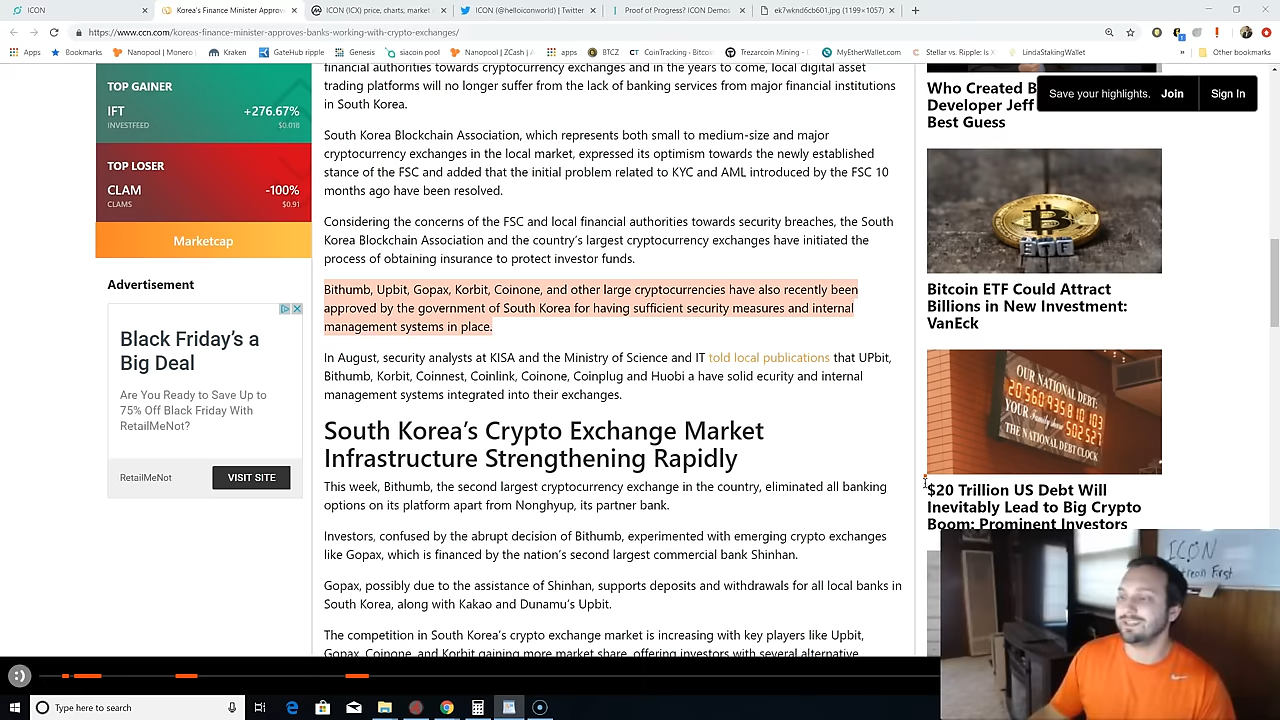 ICON
Korea's Finance Minister Approv
ICON (ICX) price, charts, market
ICON (@helloiconworld) | Twitter
Proof of Progress? ICON Demos
ek7wknd6cb601.jpg (1199×1057)
https://www.ccn.com/koreas-finance-minister-approves-banks-working-with-crypto-exchanges/
Apps
Bookmarks
Nanopool | Monero
Kraken
GateHub ripple
Genesis
siacoin pool
Nanopool | ZCash
apps
BTCZ
CoinTracking · Bitcoin
Trezarcoin Mining -
MyEtherWallet.com
Stellar vs. Ripple: Is X
LindaStakingWallet
»
Other bookmarks
TOP GAINER
IFT
+276.67%
INVESTFEED
$0.018
TOP LOSER
CLAM
-100%
CLAMS
$0.91
Marketcap
Advertisement
Black Friday's a
Big Deal
Are You Ready to Save Up to
75% Off Black Friday With
RetailMeNot?
RetailMeNot
VISIT SITE
financial authorities towards cryptocurrency exchanges and in the years to come, local digital asset
trading platforms will no longer suffer from the lack of banking services from major financial institutions
in South Korea.
South Korea Blockchain Association, which represents both small to medium-size and major
cryptocurrency exchanges in the local market, expressed its optimism towards the newly established
stance of the FSC and added that the initial problem related to KYC and AML introduced by the FSC 10
months ago have been resolved.
Considering the concerns of the FSC and local financial authorities towards security breaches, the South
Korea Blockchain Association and the country's largest cryptocurrency exchanges have initiated the
process of obtaining insurance to protect investor funds.
Bithumb, Upbit, Gopax, Korbit, Coinone, and other large cryptocurrencies have also recently been
approved by the government of South Korea for having sufficient security measures and internal
management systems in place.
In August, security analysts at KISA and the Ministry of Science and IT told local publications that UPbit,
Bithumb, Korbit, Coinnest, Coinlink, Coinone, Coinplug and Huobi a have solid ecurity and internal
management systems integrated into their exchanges.
South Korea's Crypto Exchange Market
Infrastructure Strengthening Rapidly
This week, Bithumb, the second largest cryptocurrency exchange in the country, eliminated all banking
options on its platform apart from Nonghyup, its partner bank.
Investors, confused by the abrupt decision of Bithumb, experimented with emerging crypto exchanges
like Gopax, which is financed by the nation's second largest commercial bank Shinhan.
Gopax, possibly due to the assistance of Shinhan, supports deposits and withdrawals for all local banks in
South Korea, along with Kakao and Dunamu's Upbit.
The competition in South Korea's crypto exchange market is increasing with key players like Upbit,
Gopax, Coinone, and Korbit gaining more market share, offering investors with several alternative
Who Created B
Developer Jeff
Best Guess
Save your highlights.
Join
Sign In
BTC
Bitcoin ETF Could Attract
Billions in New Investment:
VanEck
OUR NATIONAL DEBT:
YOUR Family share
THE NATIONAL DEBT CLOCK
$20 Trillion US Debt Will
Inevitably Lead to Big Crypto
Boom: Prominent Investors
ICON
First
:)
Type here to search